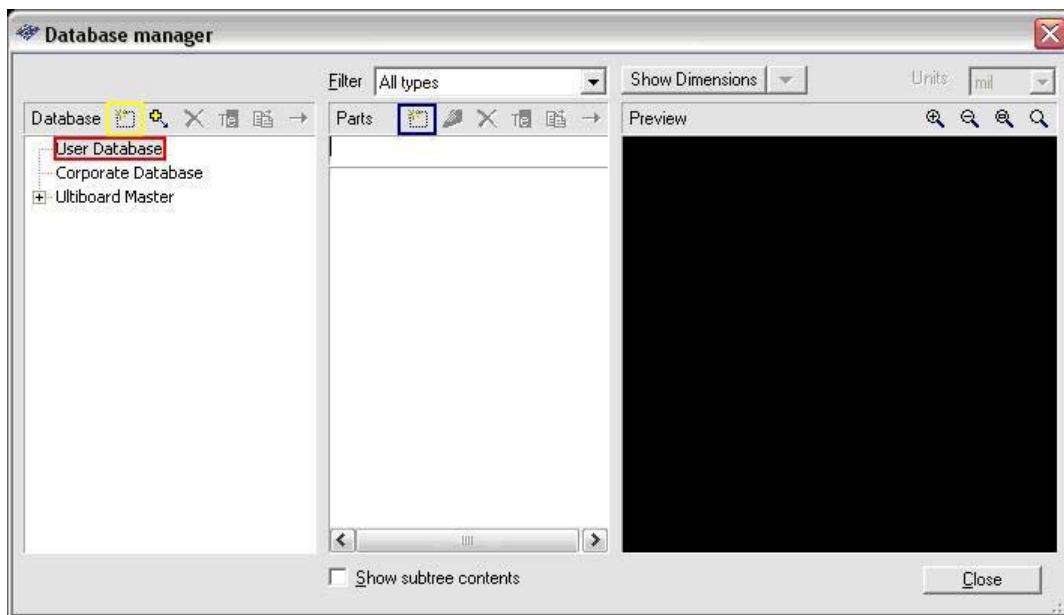 Database manager
Filter All types
Show Dimensions
Units mil
Database
Parts
Preview
User Database
Corporate Database
Ultiboard Master
Show subtree contents
Close